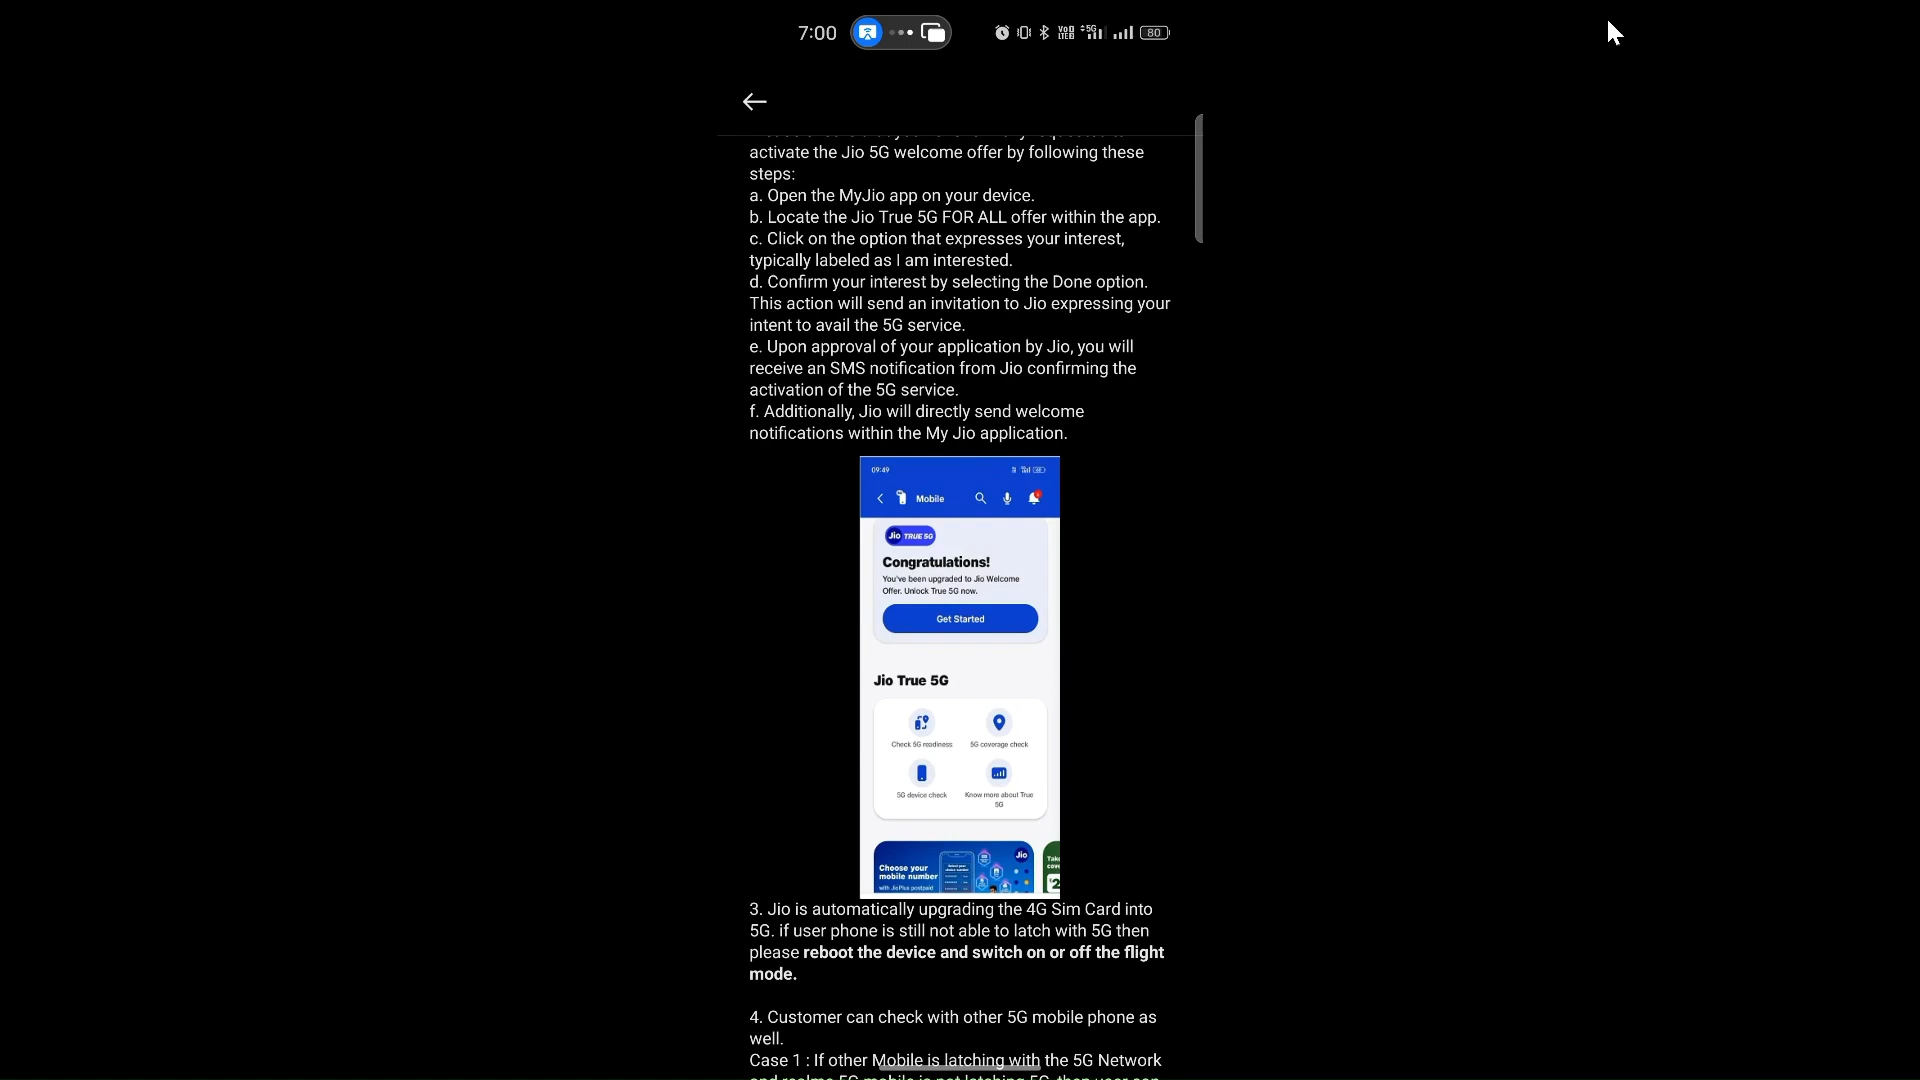 7:00
VoD LTE2 5G 80
activate the Jio 5G welcome offer by following these
steps:
a. Open the MyJio app on your device.
b. Locate the Jio True 5G FOR ALL offer within the app.
c. Click on the option that expresses your interest,
typically labeled as I am interested.
d. Confirm your interest by selecting the Done option.
This action will send an invitation to Jio expressing your
intent to avail the 5G service.
e. Upon approval of your application by Jio, you will
receive an SMS notification from Jio confirming the
activation of the 5G service.
f. Additionally, Jio will directly send welcome
notifications within the My Jio application.
09:49
Mobile
Jio TRUE 5G
Congratulations!
You've been upgraded to Jio Welcome
Offer. Unlock True 5G now.
Get Started
Jio True 5G
Check 5G readiness
5G coverage check
5G device check
Know more about True
5G
Choose your
mobile number
with JioPlus postpaid
Jio
3. Jio is automatically upgrading the 4G Sim Card into
5G. if user phone is still not able to latch with 5G then
please reboot the device and switch on or off the flight
mode.
4. Customer can check with other 5G mobile phone as
well.
Case 1 : If other Mobile is latching with the 5G Network